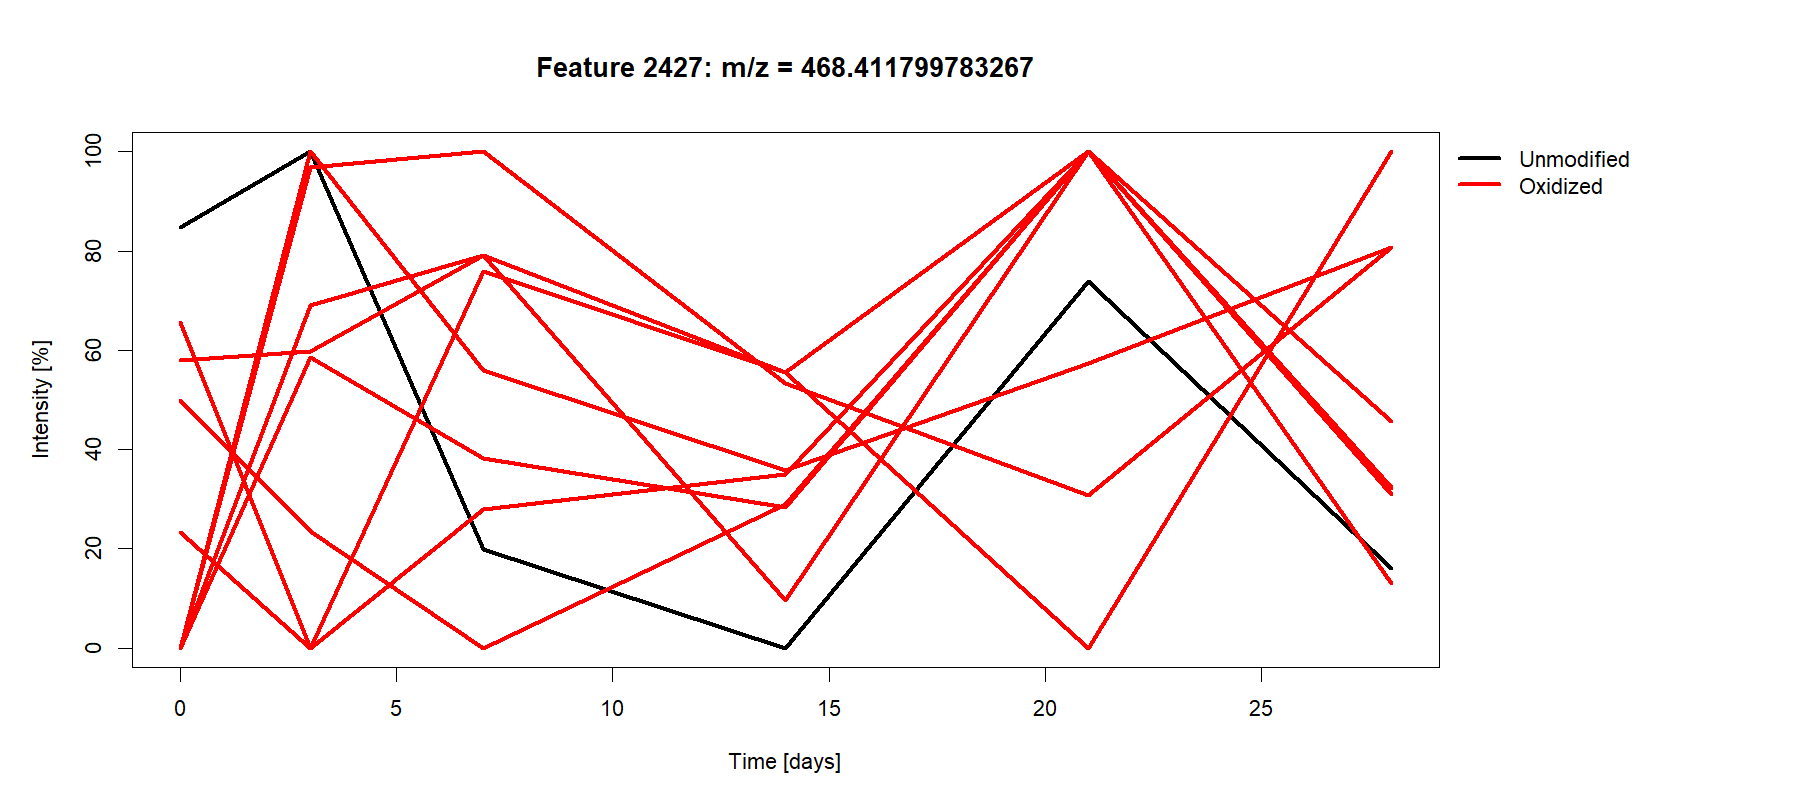 Feature 2427: m/z = 468.411799783267
Unmodified
Oxidized
Intensity [%]
100
80
60
40
20
0
0 5 10 15 20 25
Time [days]